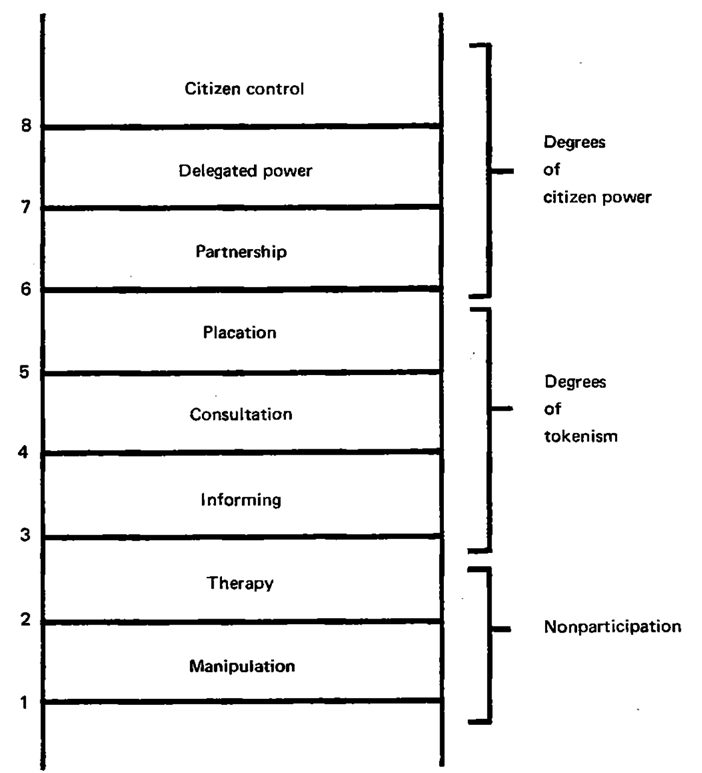 Citizen control
8
Delegated power
7
Partnership
6
Placation
5
Consultation
4
Informing
3
Therapy
2
Manipulation
1
Degrees
of
citizen power
Degrees
of
tokenism
Nonparticipation